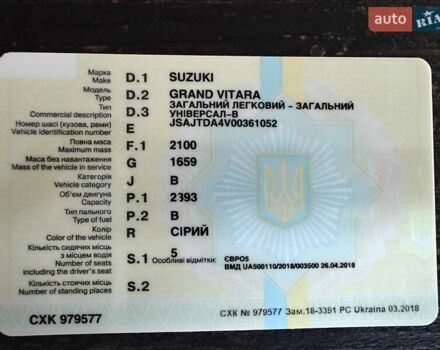 auto RIA
Марка D.1 SUZUKI
Make
Модель D.2 GRAND VITARA
Type
Тип D.3 ЗАГАЛЬНИЙ ЛЕГКОВИЙ - ЗАГАЛЬНИЙ
Commercial description УНІВЕРСАЛ-В
Номер шасі (кузова, рами) E JSAJTDA4V00361052
Vehicle identification number
Повна маса F.1 2100
Maximum mass
Маса без навантаження G 1659
Mass of the vehicle in service
Категорія J B
Vehicle category
Об'єм двигуна P.1 2393
Capacity
Тип пального P.2 B
Type of fuel
Колір R СІРИЙ
Color of the vehicle
Кількість сидячих місць
з місцем водія S.1 5 Особливі відмітки: ЄВРО5
Number of seats ВМД UA500110/2018/003500 26.04.2018
including the driver's seat
Кількість стоячих місць S.2
Number of standing places
СХК 979577
СХК № 979577 Зам.18-3391 РС Ukraina 03.2018